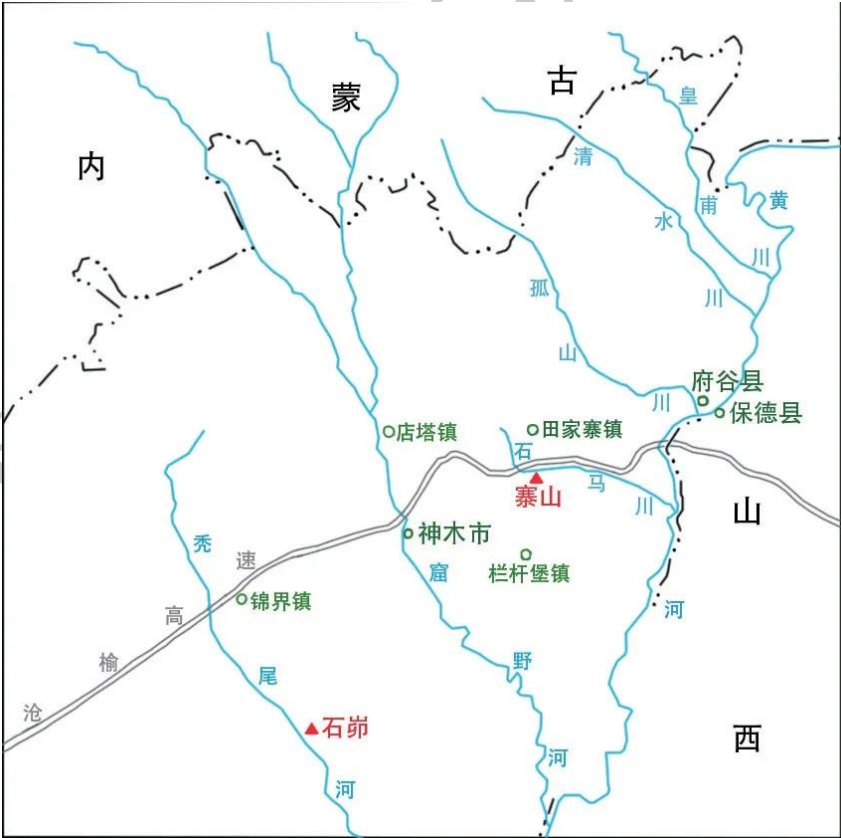 内
蒙
古
皇
甫
川
清
水
川
黄
河
孤
山
川
府谷县
保德县
店塔镇
田家寨镇
石
马
川
寨山
神木市
栏杆堡镇
窟
野
河
秃
尾
河
锦界镇
石峁
沧
榆
高
速
山
西